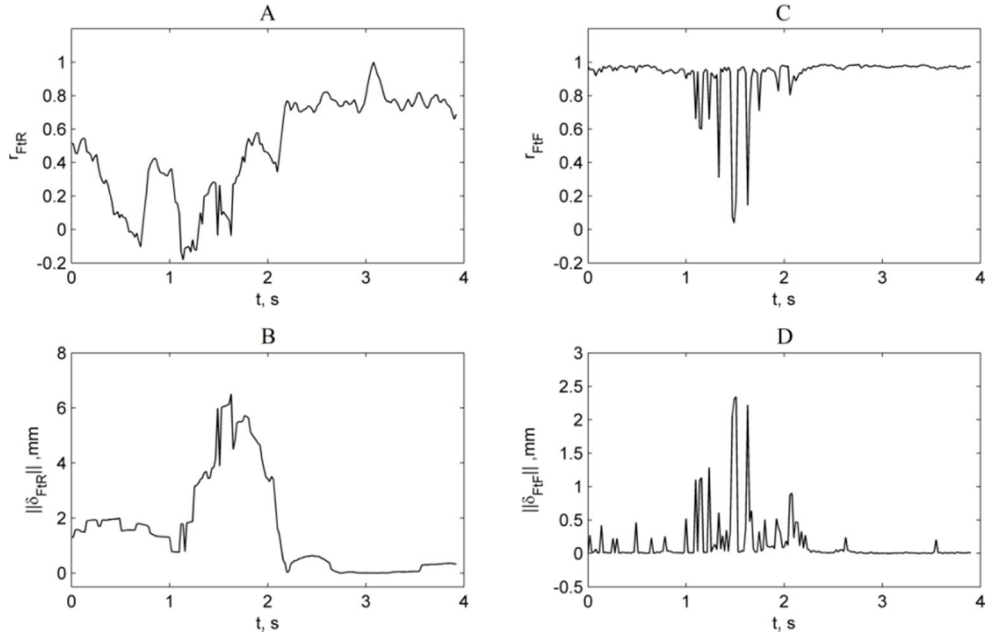 A
1
0.8
0.6
0.4
0.2
0
-0.2
r_FtR
0 1 2 3 4
t, s
C
1
0.8
0.6
0.4
0.2
0
-0.2
r_FtF
0 1 2 3 4
t, s
B
8
6
4
2
0
||δ_FtR|| ,mm
0 1 2 3 4
t, s
D
3
2.5
2
1.5
1
0.5
0
-0.5
||δ_FtF|| ,mm
0 1 2 3 4
t, s